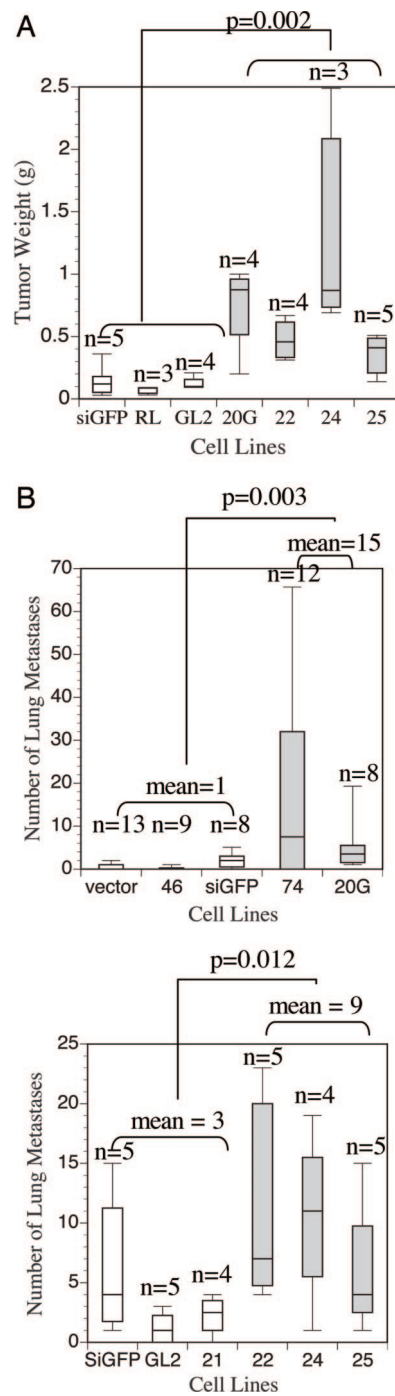 A
p=0.002
n=3
2.5
2
1.5
1
0.5
0
Tumor Weight (g)
n=5
n=3
n=4
n=4
n=4
n=5
siGFP RL GL2 20G 22 24 25
Cell Lines
B
p=0.003
mean=15
70
60
50
40
30
20
10
0
Number of Lung Metastases
n=12
mean=1
n=13 n=9 n=8
n=8
vector 46 siGFP 74 20G
Cell Lines
p=0.012
mean = 9
25
20
15
10
5
0
Number of Lung Metastases
mean = 3
n=5
n=5
n=4
n=5
n=4
n=5
SiGFP GL2 21 22 24 25
Cell Lines